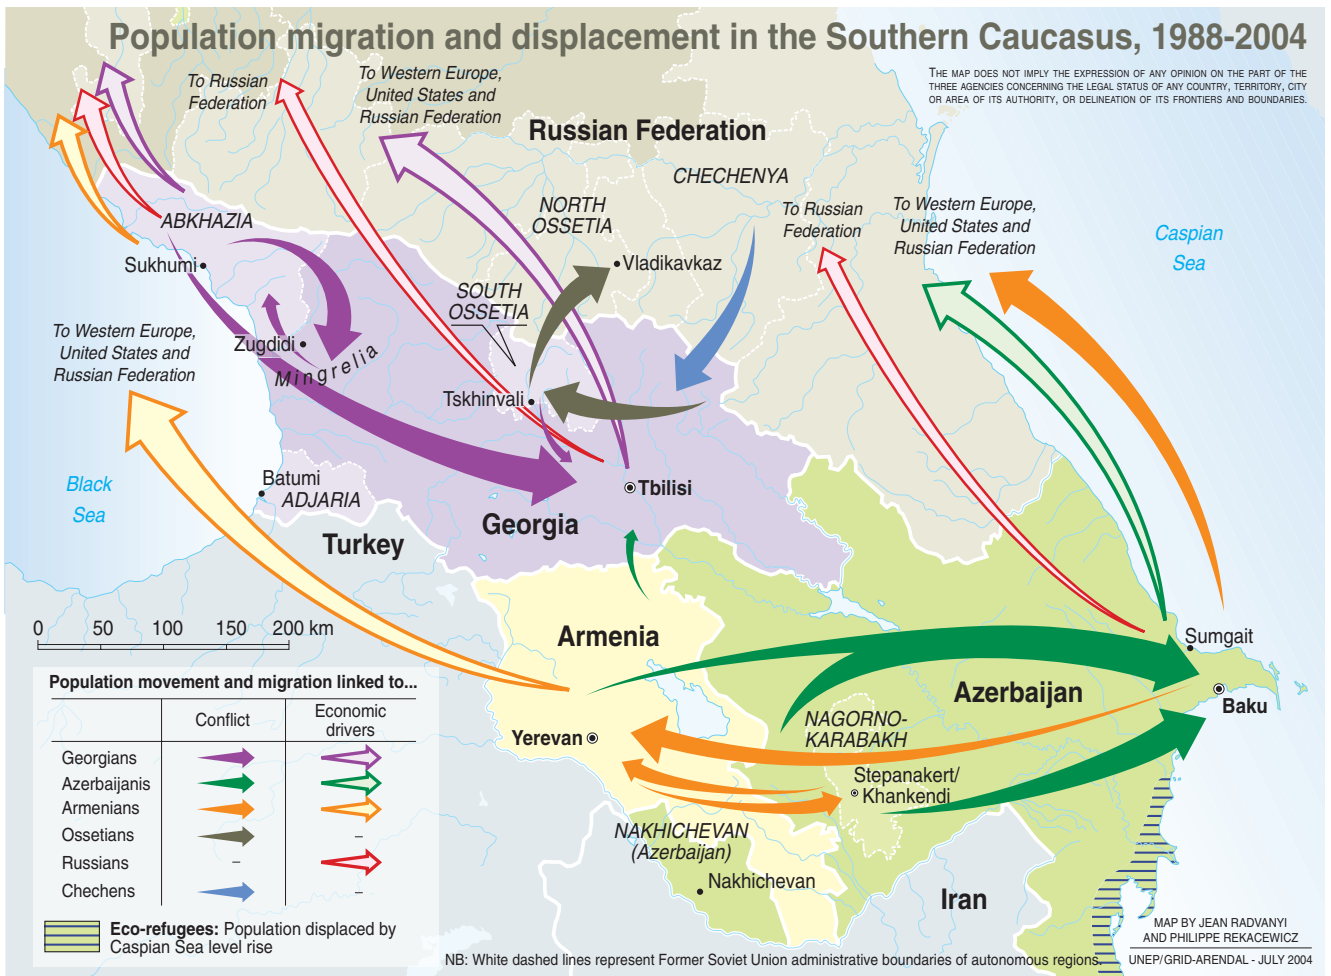 Population migration and displacement in the Southern Caucasus, 1988-2004
THE MAP DOES NOT IMPLY THE EXPRESSION OF ANY OPINION ON THE PART OF THE
THREE AGENCIES CONCERNING THE LEGAL STATUS OF ANY COUNTRY, TERRITORY, CITY
OR AREA OF ITS AUTHORITY, OR DELINEATION OF ITS FRONTIERS AND BOUNDARIES.
To Russian
Federation
To Western Europe,
United States and
Russian Federation
Russian Federation
CHECHENYA
NORTH
OSSETIA
ABKHAZIA
To Russian
Federation
To Western Europe,
United States and
Russian Federation
Caspian
Sea
Sukhumi
Vladikavkaz
SOUTH
OSSETIA
To Western Europe,
United States and
Russian Federation
Zugdidi
Mingrelia
Tskhinvali
Black
Sea
Batumi
ADJARIA
Tbilisi
Georgia
Turkey
Armenia
0 50 100 150 200 km
Sumgait
Azerbaijan
Baku
NAGORNO-
KARABAKH
Yerevan
Stepanakert/
Khankendi
NAKHICHEVAN
(Azerbaijan)
Nakhichevan
Iran
Population movement and migration linked to...
Conflict
Economic
drivers
Georgians
Azerbaijanis
Armenians
Ossetians –
Russians –
Chechens –
Eco-refugees: Population displaced by
Caspian Sea level rise
MAP BY JEAN RADVANYI
AND PHILIPPE REKACEWICZ
UNEP/GRID-ARENDAL - JULY 2004
NB: White dashed lines represent Former Soviet Union administrative boundaries of autonomous regions.